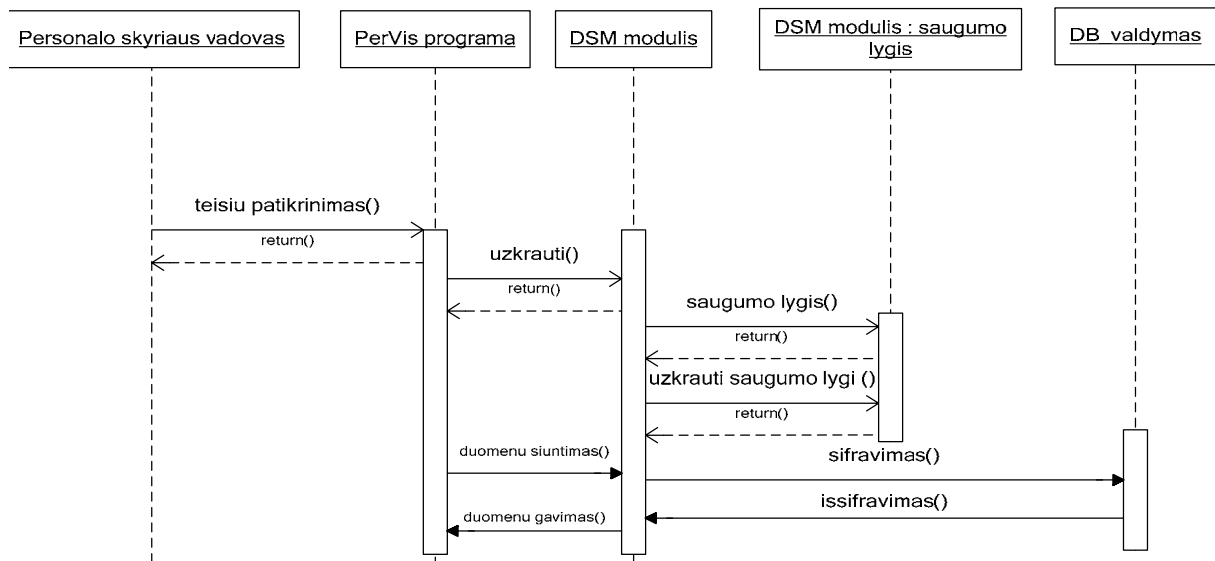 Personalo skyriaus vadovas
PerVis programa
DSM modulis
DSM modulis : saugumo
lygis
DB_valdymas
teisiu patikrinimas()
return()
uzkrauti()
return()
saugumo lygis()
return()
uzkrauti saugumo lygi ()
return()
duomenu siuntimas()
sifravimas()
issifravimas()
duomenu gavimas()